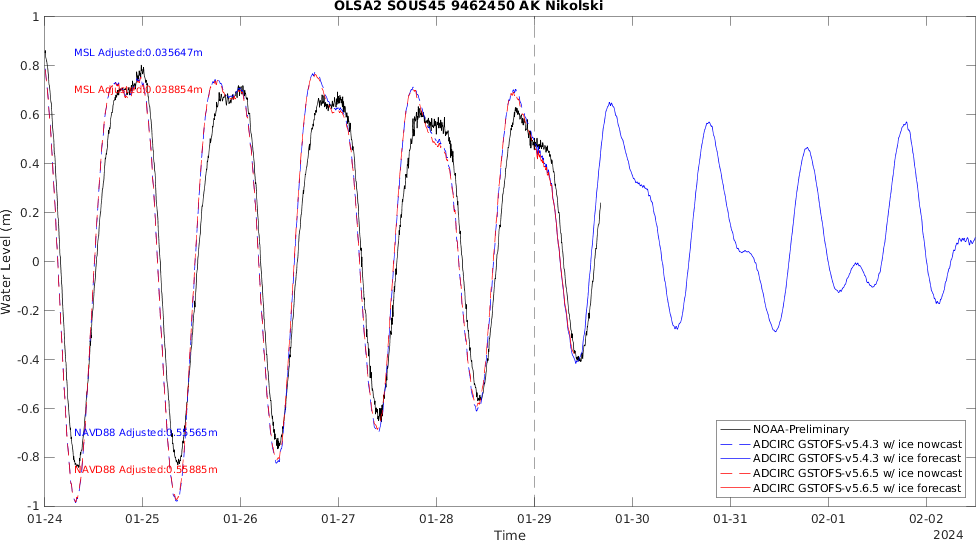 OLSA2 SOUS45 9462450 AK Nikolski
1
0.8
0.6
0.4
0.2
0
-0.2
-0.4
-0.6
-0.8
-1
Water Level (m)
MSL Adjusted:0.035647m
MSL Adjusted:0.038854m
NAVD88 Adjusted:0.55565m
NAVD88 Adjusted:0.55885m
NOAA-Preliminary
ADCIRC GSTOFS-v5.4.3 w/ ice nowcast
ADCIRC GSTOFS-v5.4.3 w/ ice forecast
ADCIRC GSTOFS-v5.6.5 w/ ice nowcast
ADCIRC GSTOFS-v5.6.5 w/ ice forecast
01-24 01-25 01-26 01-27 01-28 01-29 01-30 01-31 02-01 02-02
Time
2024